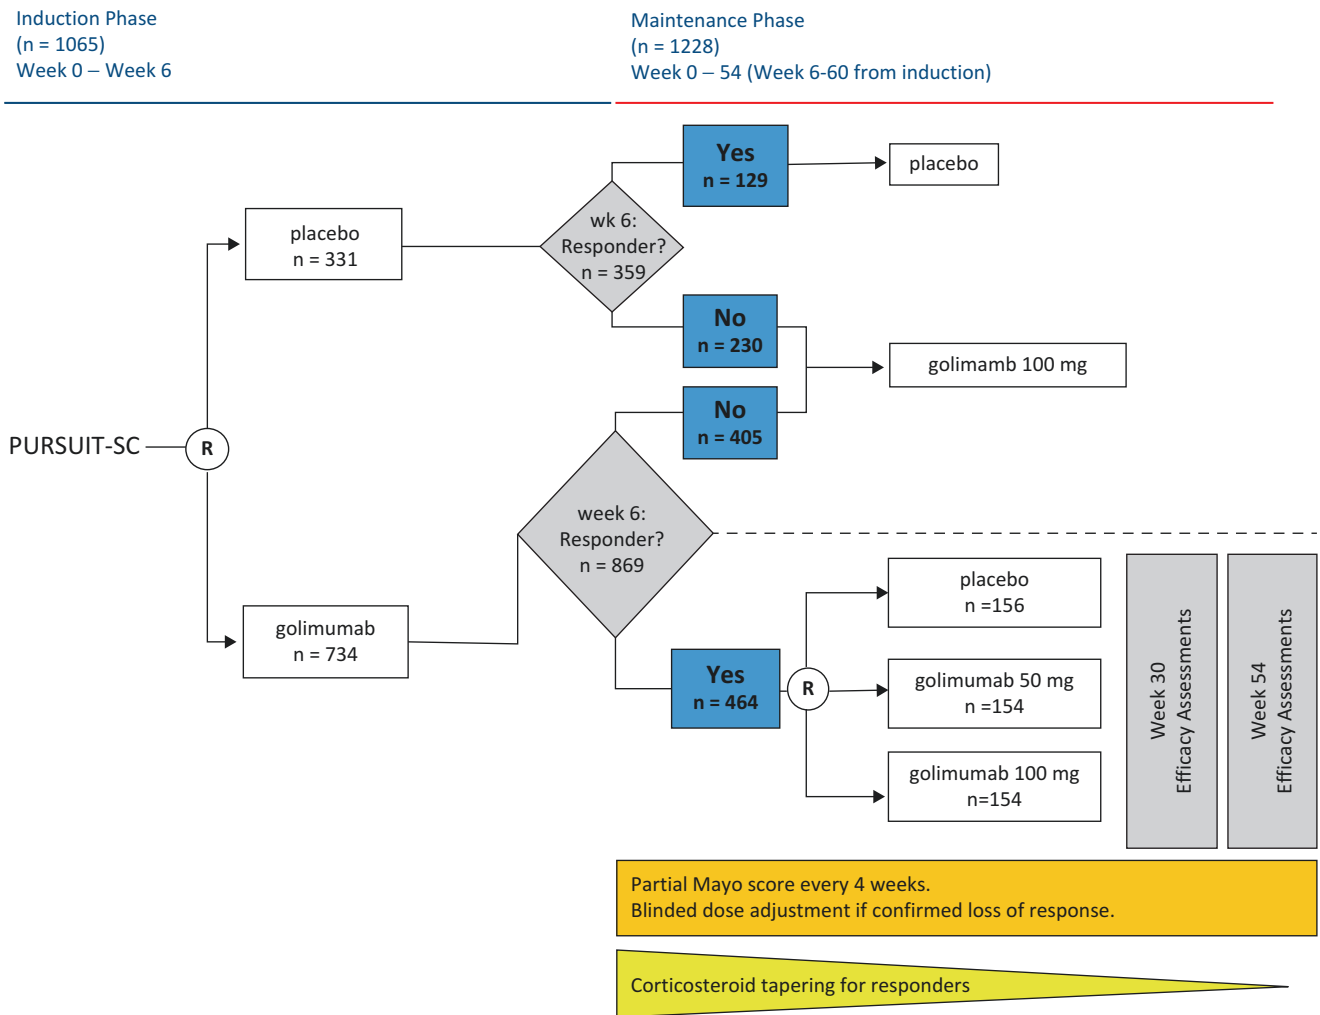 Induction Phase
(n = 1065)
Week 0 – Week 6
Maintenance Phase
(n = 1228)
Week 0 – 54 (Week 6-60 from induction)
Yes
n = 129
placebo
wk 6:
Responder?
n = 359
placebo
n = 331
No
n = 230
golimamb 100 mg
No
n = 405
PURSUIT-SC
R
week 6:
Responder?
n = 869
golimumab
n = 734
Yes
n = 464
R
placebo
n =156
golimumab 50 mg
n =154
golimumab 100 mg
n=154
Week 30
Efficacy Assessments
Week 54
Efficacy Assessments
Partial Mayo score every 4 weeks.
Blinded dose adjustment if confirmed loss of response.
Corticosteroid tapering for responders